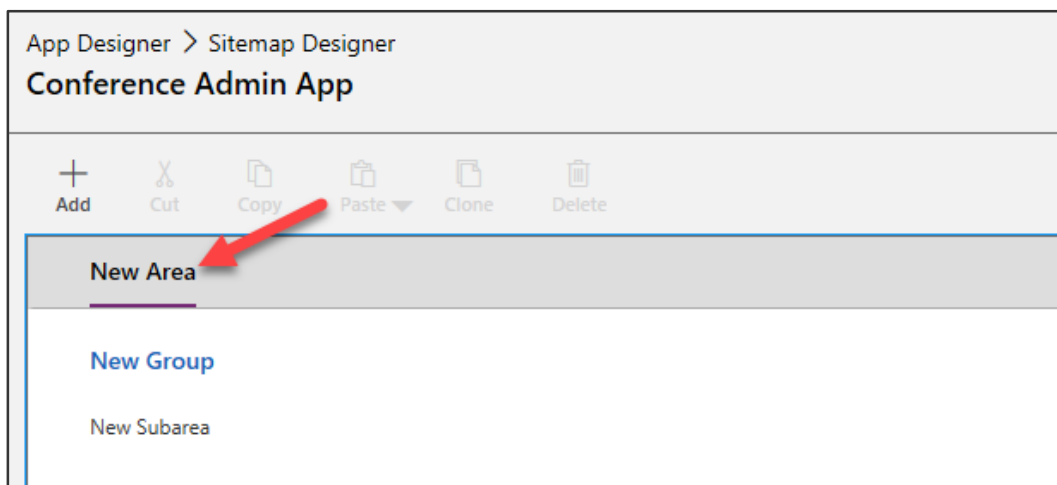 App Designer > Sitemap Designer
Conference Admin App
Add Cut Copy Paste Clone Delete
New Area
New Group
New Subarea